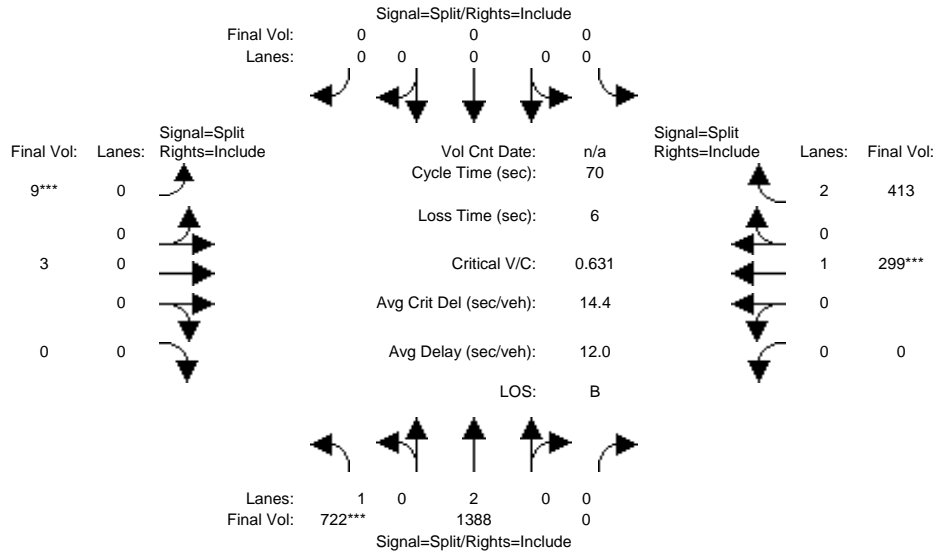 Signal=Split/Rights=Include
Final Vol: 0 0 0
Lanes: 0 0 0 0 0
Signal=Split Signal=Split
Final Vol: Lanes: Rights=Include Vol Cnt Date: n/a Rights=Include Lanes: Final Vol:
Cycle Time (sec): 70
9*** 0 2 413
Loss Time (sec): 6
0 0
3 0 Critical V/C: 0.631 1 299***
0 Avg Crit Del (sec/veh): 14.4 0
0 0 Avg Delay (sec/veh): 12.0 0 0
LOS: B
Lanes: 1 0 2 0 0
Final Vol: 722*** 1388 0
Signal=Split/Rights=Include